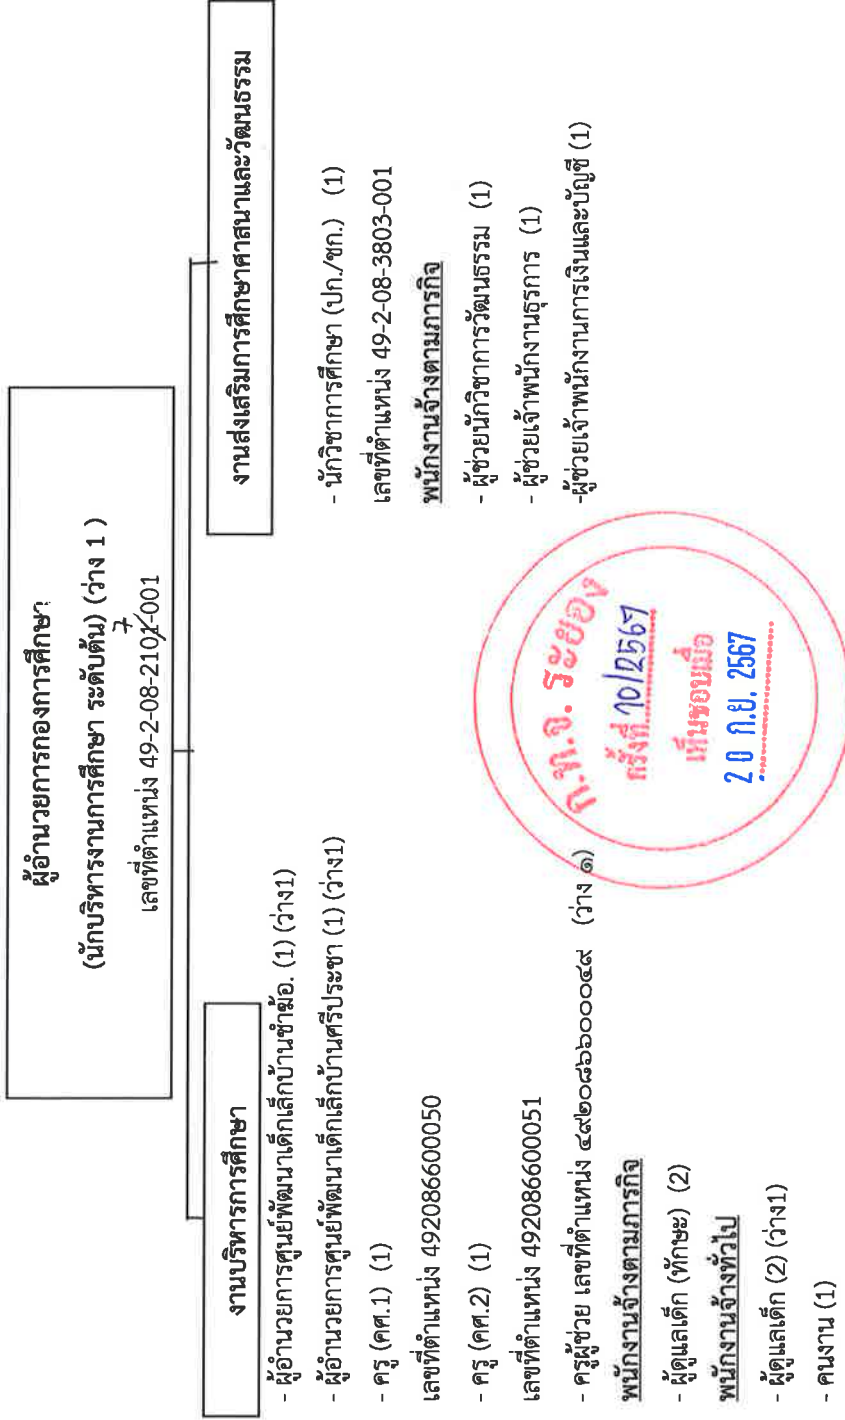 ผู้อำนวยการกองการศึกษา
(นักบริหารงานการศึกษา ระดับต้น) (ว่าง 1 )
7
เลขที่ตำแหน่ง 49-2-08-2102-001
งานบริหารการศึกษา
- ผู้อำนวยการศูนย์พัฒนาเด็กเล็กบ้านชำฆ้อ. (1) (ว่าง1)
- ผู้อำนวยการศูนย์พัฒนาเด็กเล็กบ้านศรีประชา (1) (ว่าง1)
- ครู (คศ.1) (1)
เลขที่ตำแหน่ง 492086600050
- ครู (คศ.2) (1)
เลขที่ตำแหน่ง 492086600051
- ครูผู้ช่วย เลขที่ตำแหน่ง ๔๙๒๐๘๖๖๐๐๐๔๙ (ว่าง ๑)
พนักงานจ้างตามภารกิจ
- ผู้ดูแลเด็ก (ทักษะ) (2)
พนักงานจ้างทั่วไป
- ผู้ดูแลเด็ก (2) (ว่าง1)
- คนงาน (1)
งานส่งเสริมการศึกษาศาสนาและวัฒนธรรม
- นักวิชาการศึกษา (ปก./ชก.) (1)
เลขที่ตำแหน่ง 49-2-08-3803-001
พนักงานจ้างตามภารกิจ
- ผู้ช่วยนักวิชาการวัฒนธรรม (1)
- ผู้ช่วยเจ้าพนักงานธุรการ (1)
-ผู้ช่วยเจ้าพนักงานการเงินและบัญชี (1)
ก.ท.จ. ระยอง
ครั้งที่ 10/2567
เห็นชอบเมื่อ
20 ก.ย. 2567